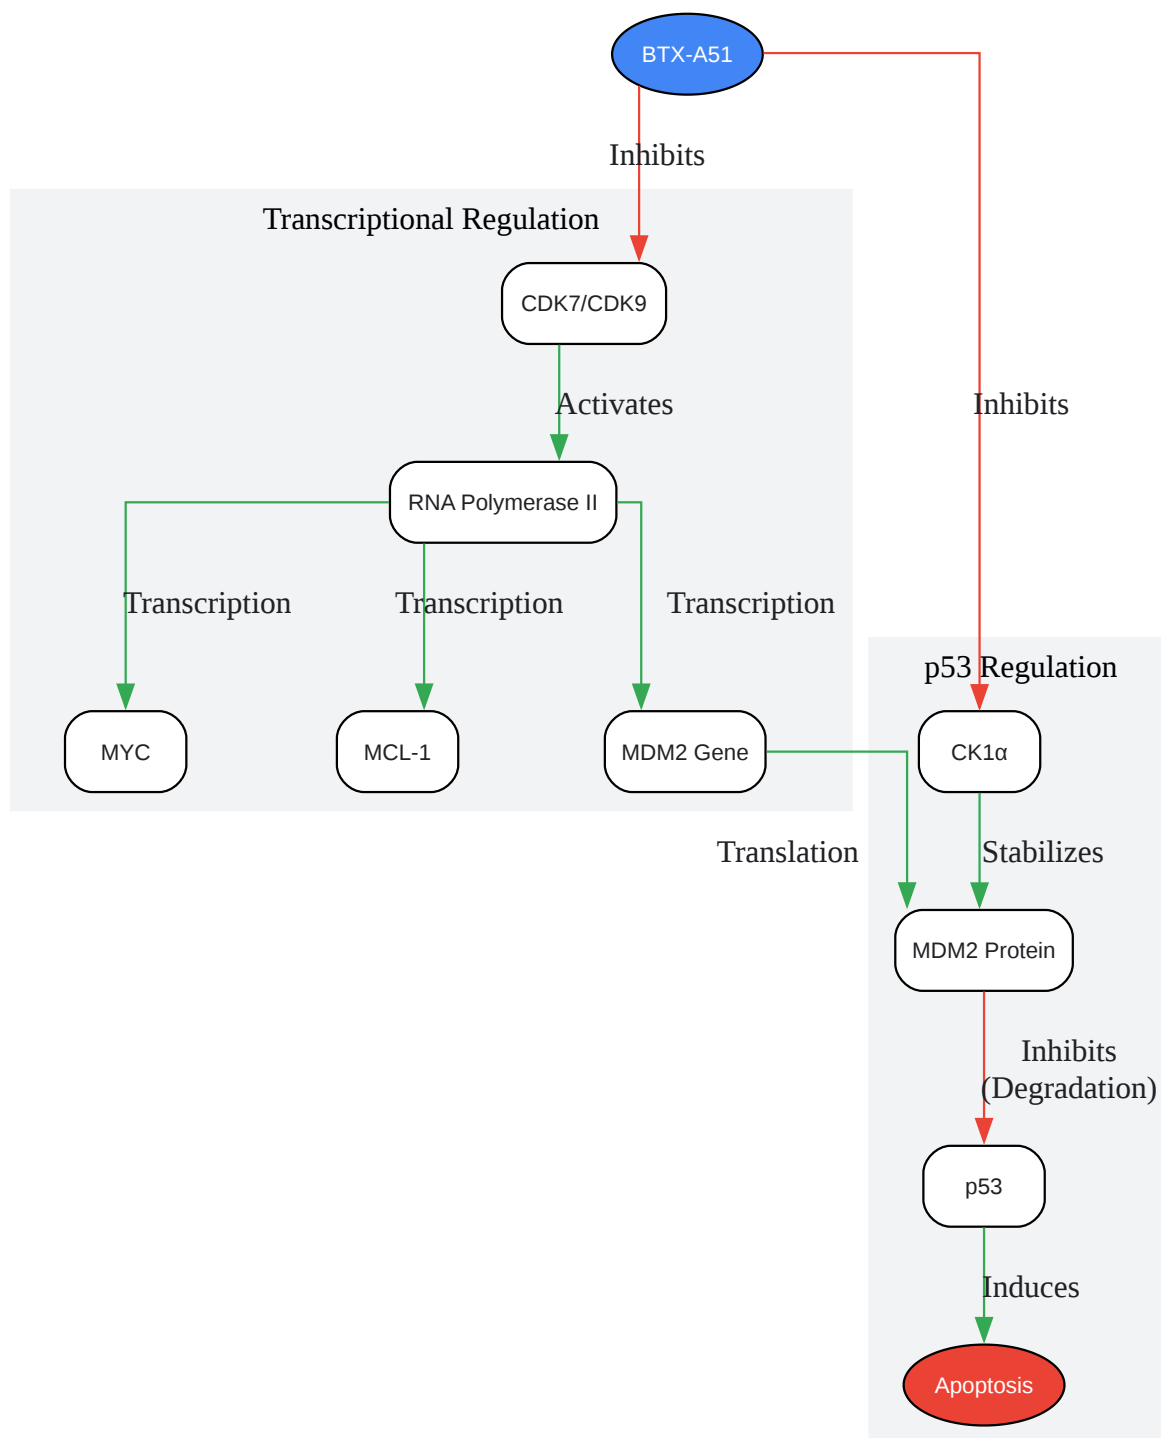 BTX-A51
Inhibits
Transcriptional Regulation
CDK7/CDK9
Activates
Inhibits
RNA Polymerase II
Transcription
Transcription
Transcription
p53 Regulation
MYC
MCL-1
MDM2 Gene
CK1α
Translation
Stabilizes
MDM2 Protein
Inhibits
(Degradation)
p53
Induces
Apoptosis